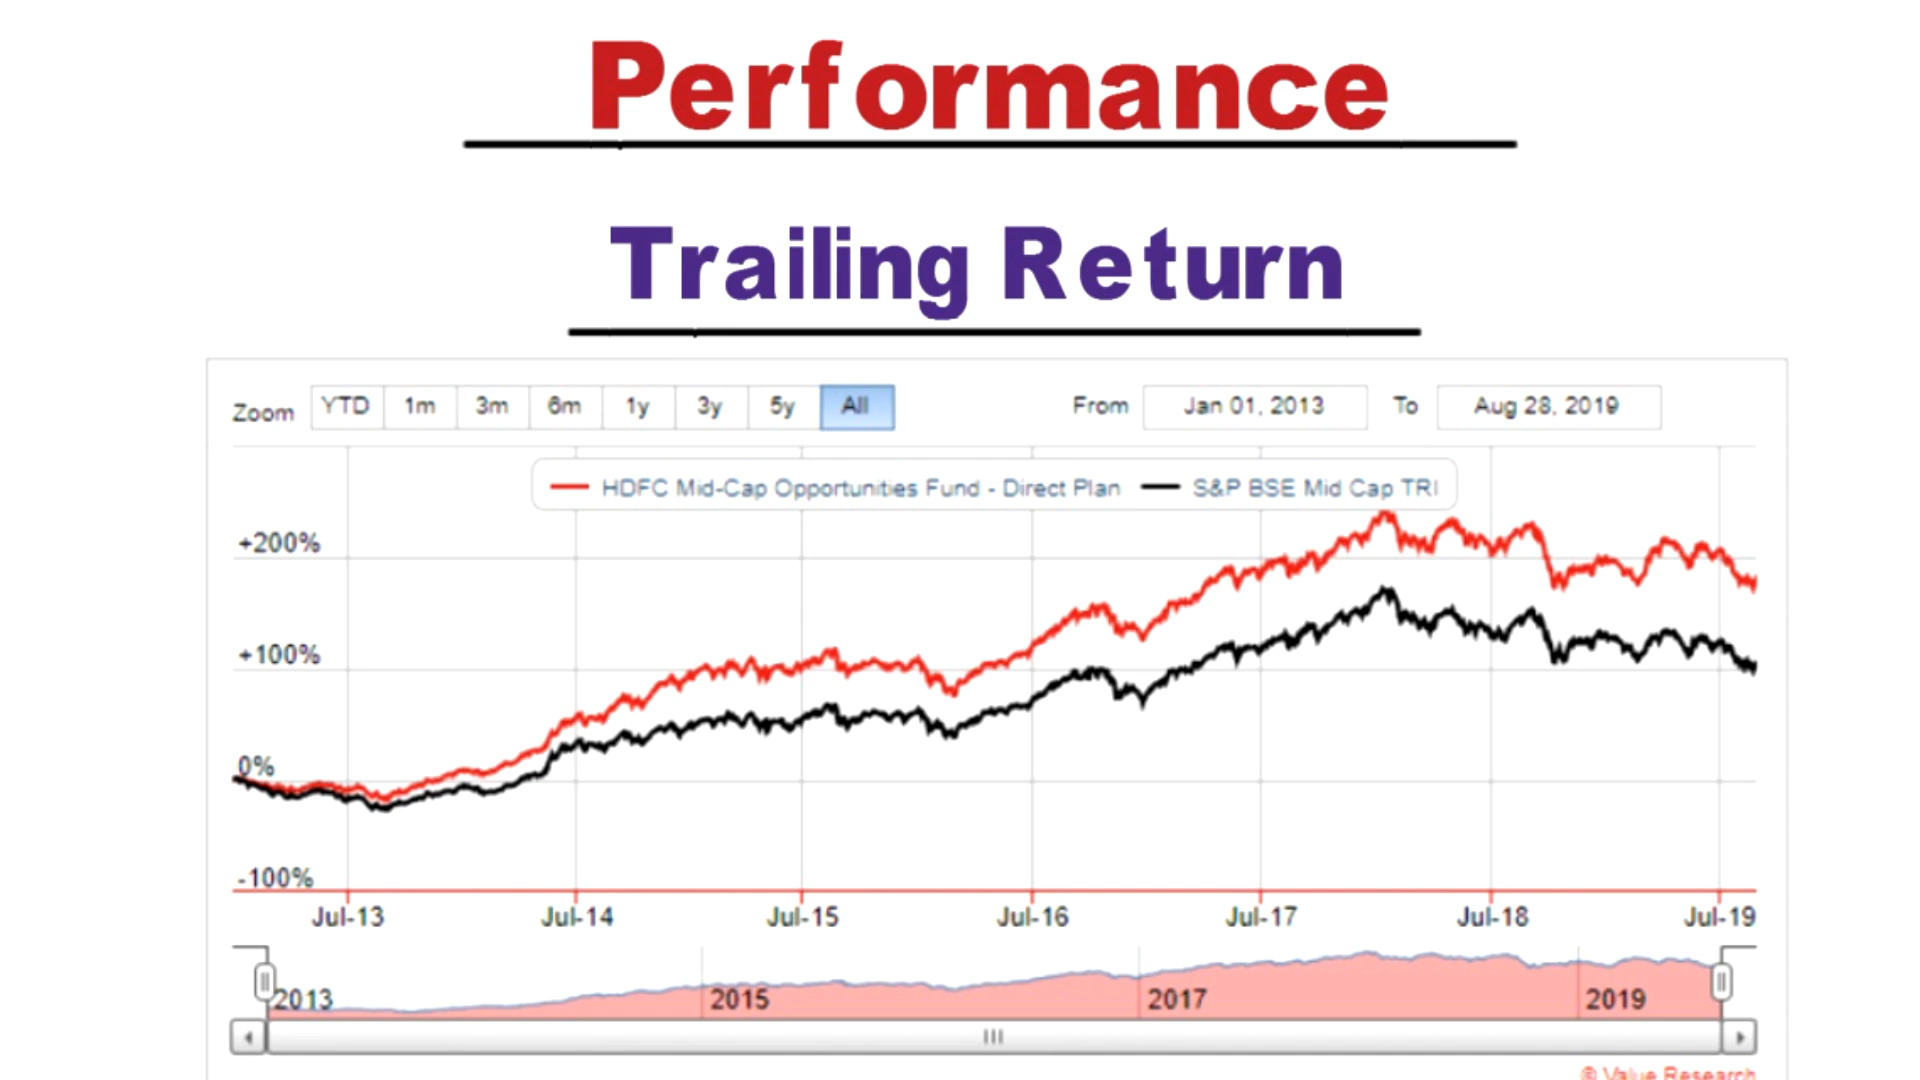 Performance
Trailing Return
Zoom YTD 1m 3m 6m 1y 3y 5y All From Jan 01, 2013 To Aug 28, 2019
HDFC Mid-Cap Opportunities Fund - Direct Plan S&P BSE Mid Cap TRI
+200%
+100%
0%
-100%
Jul-13 Jul-14 Jul-15 Jul-16 Jul-17 Jul-18 Jul-19
2013 2015 2017 2019
© Value Research